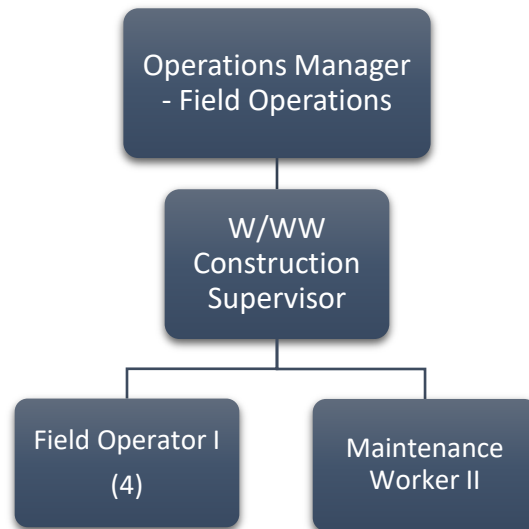 Operations Manager
- Field Operations
W/WW
Construction
Supervisor
Field Operator I
(4)
Maintenance
Worker II